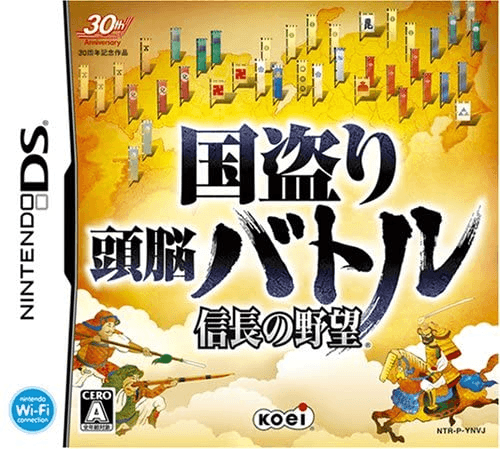 30th
Anniversary
30周年記念作品
NINTENDO DS
国盗り
頭脳バトル
信長の野望
nintendo
Wi-Fi
connection
CERO
A
全年齢対象
KOEI
NTR-P-YNVJ